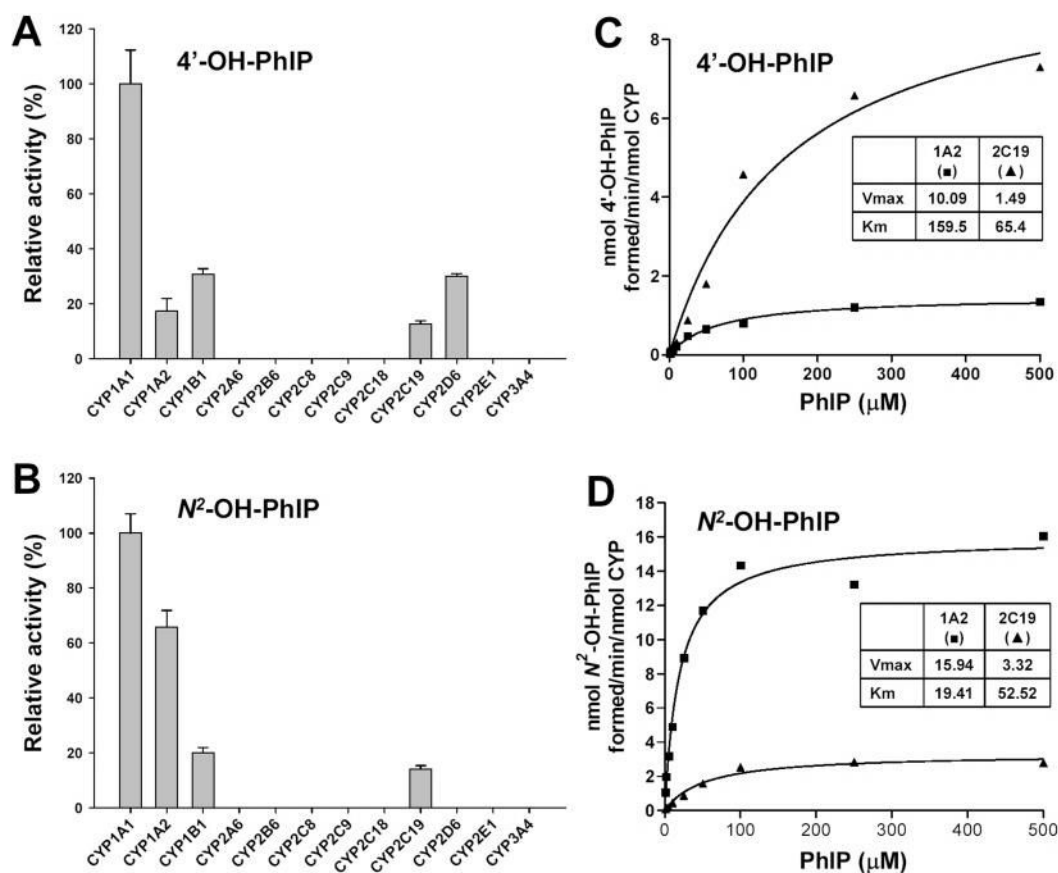 A
4'-OH-PhIP
Relative activity (%)
120
100
80
60
40
20
0
CYP1A1
CYP1A2
CYP1B1
CYP2A6
CYP2B6
CYP2C8
CYP2C9
CYP2C18
CYP2C19
CYP2D6
CYP2E1
CYP3A4
B
N²-OH-PhIP
Relative activity (%)
120
100
80
60
40
20
0
CYP1A1
CYP1A2
CYP1B1
CYP2A6
CYP2B6
CYP2C8
CYP2C9
CYP2C18
CYP2C19
CYP2D6
CYP2E1
CYP3A4
C
4'-OH-PhIP
nmol 4'-OH-PhIP
formed/min/nmol CYP
8
6
4
2
0
1A2 2C19
(■) (▲)
Vmax 10.09 1.49
Km 159.5 65.4
100 200 300 400 500
PhIP (µM)
D
N²-OH-PhIP
nmol N²-OH-PhIP
formed/min/nmol CYP
18
16
14
12
10
8
6
4
2
0
1A2 2C19
(■) (▲)
Vmax 15.94 3.32
Km 19.41 52.52
0 100 200 300 400 500
PhIP (µM)